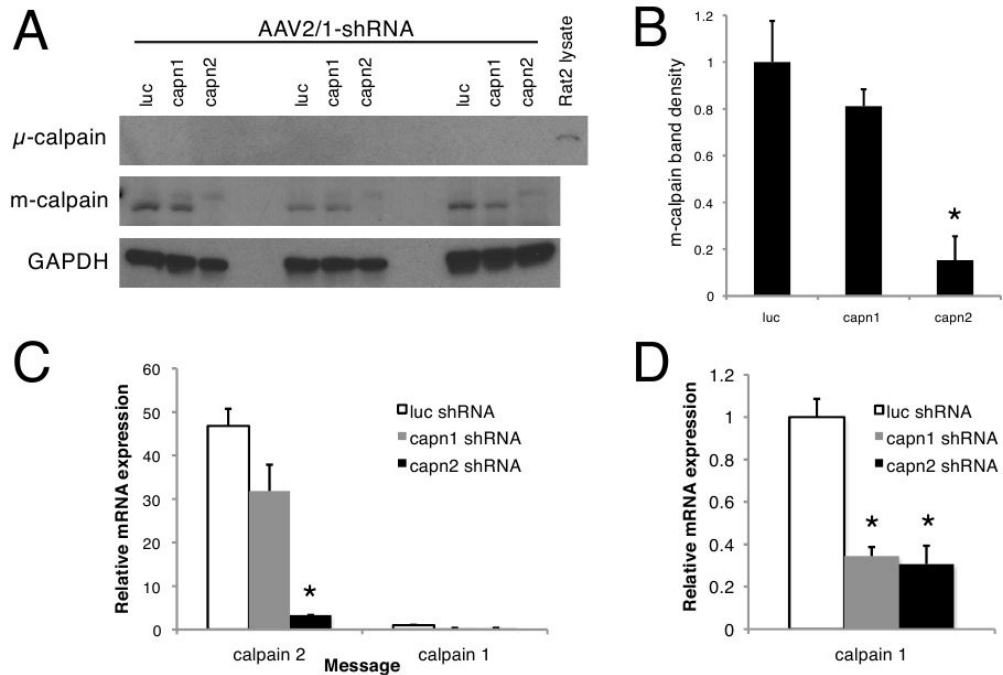 A
AAV2/1-shRNA
luc capn1 capn2 luc capn1 capn2 luc capn1 capn2 Rat2 lysate
µ-calpain
m-calpain
GAPDH
B
m-calpain band density
1.2
1
0.8
0.6
0.4
0.2
0
*
luc capn1 capn2
C
Relative mRNA expression
60
50
40
30
20
10
0
luc shRNA
capn1 shRNA
capn2 shRNA
*
calpain 2 calpain 1
Message
D
Relative mRNA expression
1.2
1
0.8
0.6
0.4
0.2
0
luc shRNA
capn1 shRNA
capn2 shRNA
* *
calpain 1